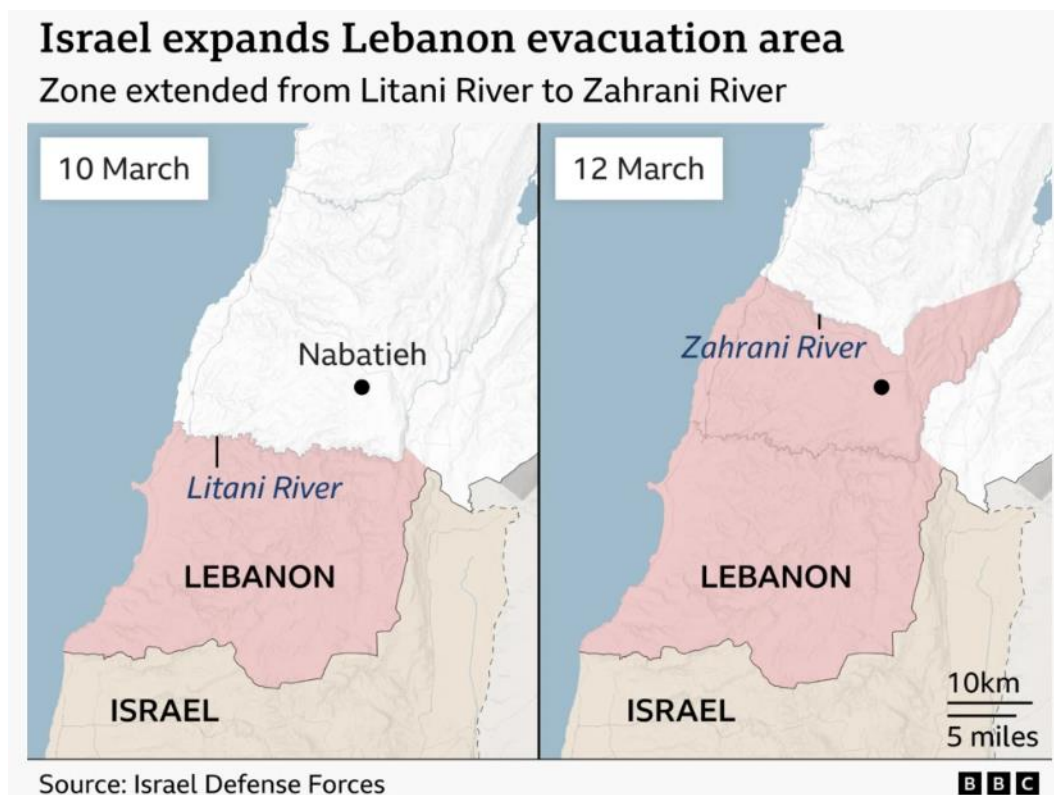 Israel expands Lebanon evacuation area
Zone extended from Litani River to Zahrani River
10 March
Nabatieh
Litani River
LEBANON
ISRAEL
12 March
Zahrani River
LEBANON
ISRAEL
10km
5 miles
Source: Israel Defense Forces
BBC